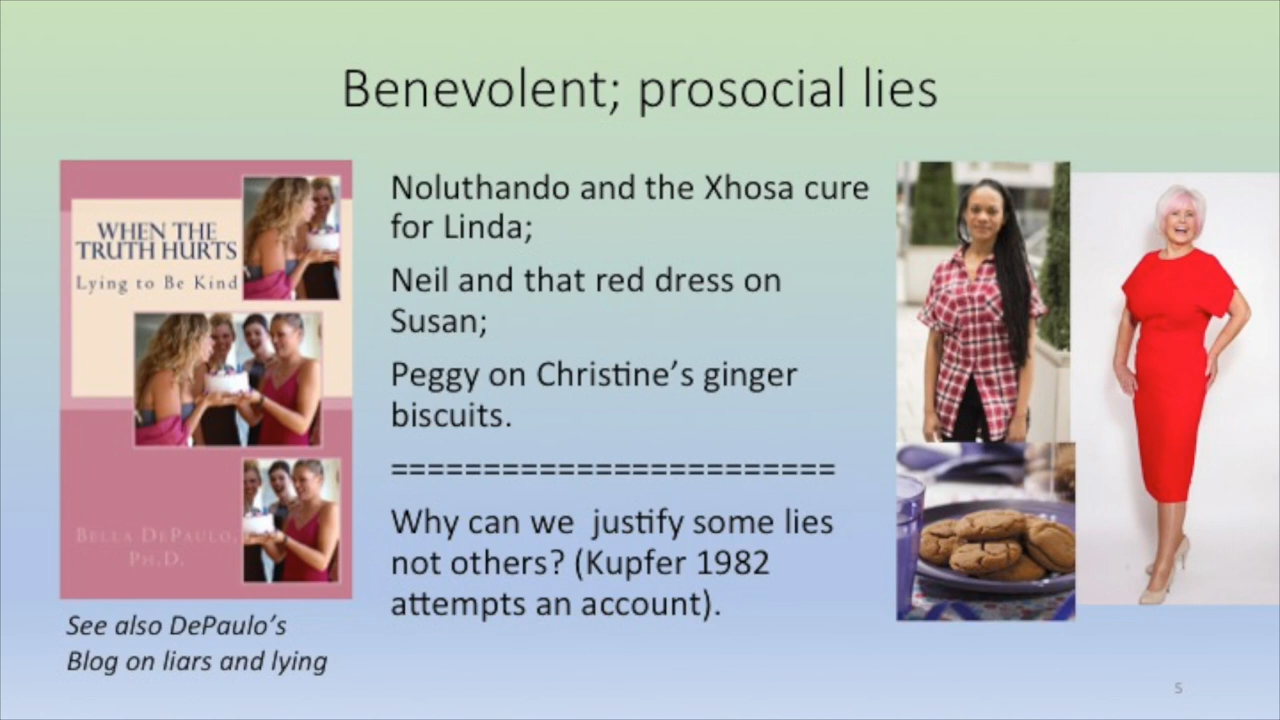 Benevolent; prosocial lies
WHEN THE
TRUTH HURTS
Lying to Be Kind
BELLA DEPAULO,
PH.D.
See also DePaulo's
Blog on liars and lying
Noluthando and the Xhosa cure
for Linda;
Neil and that red dress on
Susan;
Peggy on Christine's ginger
biscuits.
========================
Why can we  justify some lies
not others? (Kupfer 1982
attempts an account).
5